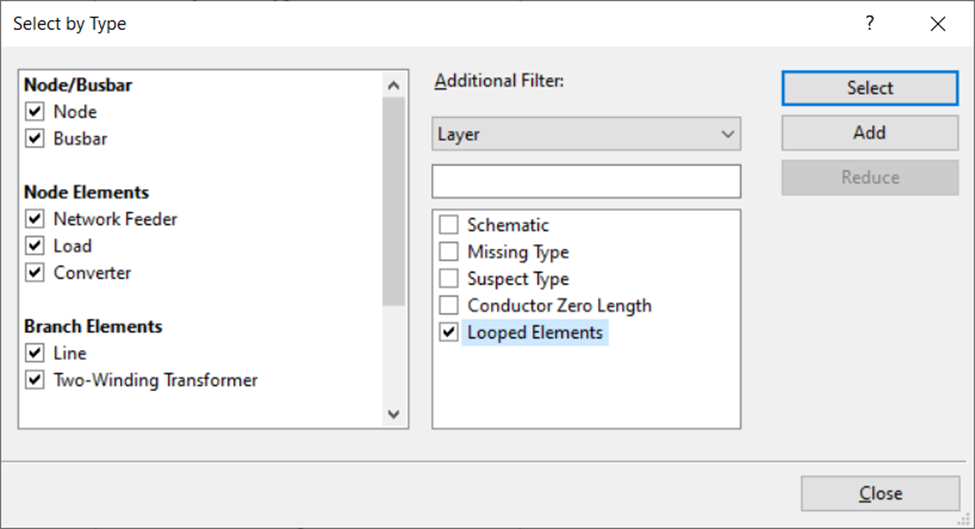 Select by Type
Node/Busbar
Node
Busbar
Node Elements
Network Feeder
Load
Converter
Branch Elements
Line
Two-Winding Transformer
Additional Filter:
Layer
Schematic
Missing Type
Suspect Type
Conductor Zero Length
Looped Elements
Select
Add
Reduce
Close